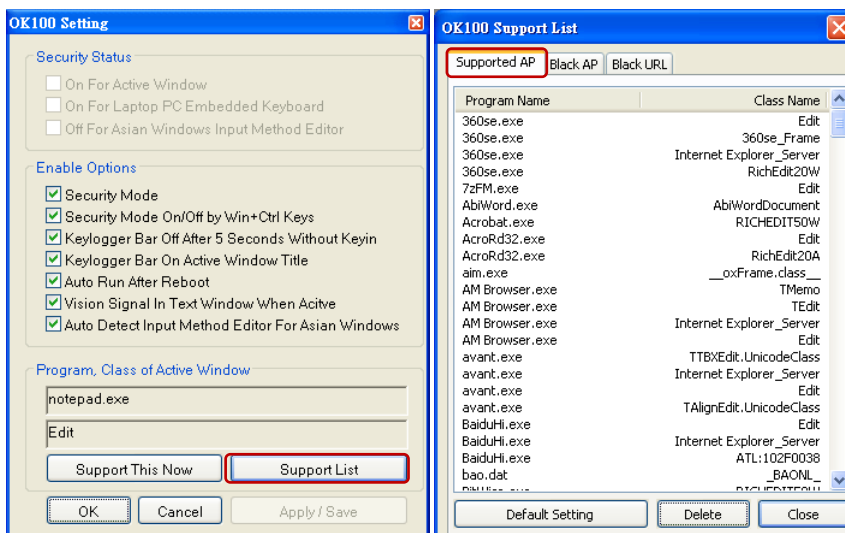 OK100 Setting
Security Status
On For Active Window
On For Laptop PC Embedded Keyboard
Off For Asian Windows Input Method Editor
Enable Options
Security Mode
Security Mode On/Off by Win+Ctrl Keys
Keylogger Bar Off After 5 Seconds Without Keyin
Keylogger Bar On Active Window Title
Auto Run After Reboot
Vision Signal In Text Window When Acitve
Auto Detect Input Method Editor For Asian Windows
Program, Class of Active Window
notepad.exe
Edit
Support This Now Support List
OK Cancel Apply / Save
OK100 Support List
Supported AP Black AP Black URL
Program Name Class Name
360se.exe Edit
360se.exe 360se_Frame
360se.exe Internet Explorer_Server
360se.exe RichEdit20W
7zFM.exe Edit
AbiWord.exe AbiWordDocument
Acrobat.exe RICHEDIT50W
AcroRd32.exe Edit
AcroRd32.exe RichEdit20A
aim.exe __oxFrame.class__
AM Browser.exe TMemo
AM Browser.exe TEdit
AM Browser.exe Internet Explorer_Server
AM Browser.exe Edit
avant.exe TTBXEdit.UnicodeClass
avant.exe Internet Explorer_Server
avant.exe Edit
avant.exe TAlignEdit.UnicodeClass
BaiduHi.exe Edit
BaiduHi.exe Internet Explorer_Server
BaiduHi.exe ATL:102F0038
bao.dat _BAONL_
Default Setting Delete Close